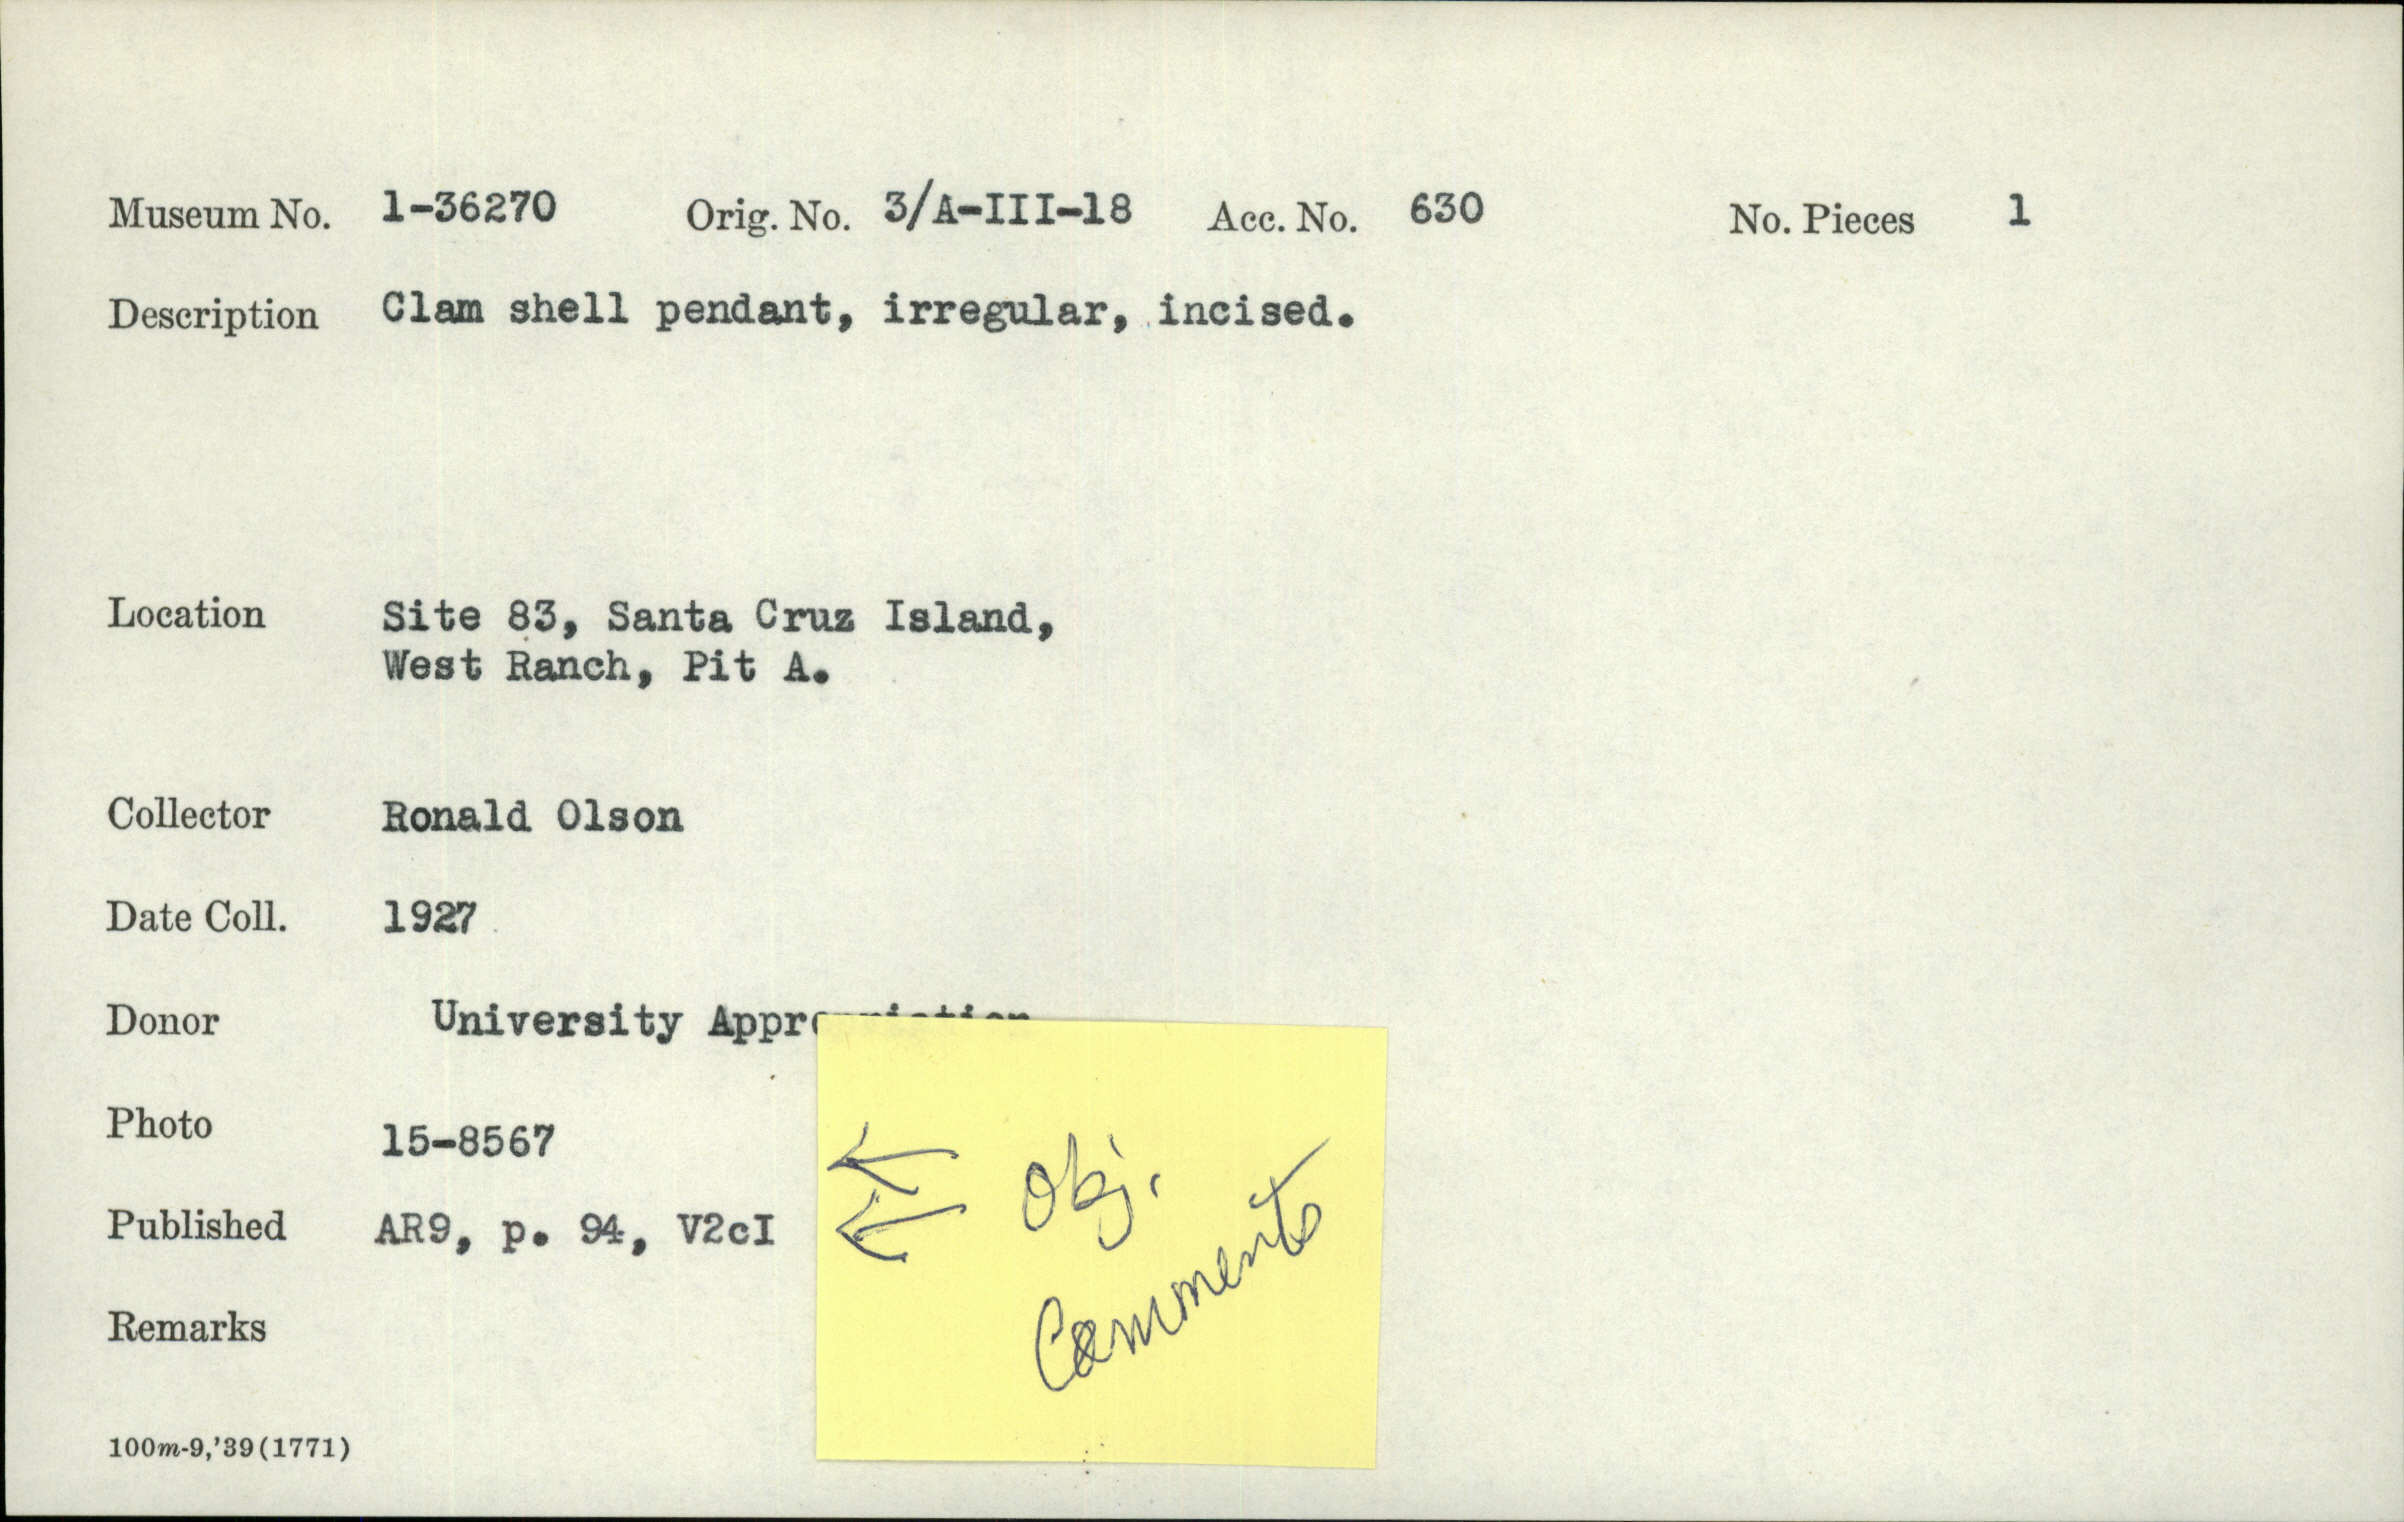 Museum No. 1-36270 Orig. No. 3/A-III-18 Acc. No. 630 No. Pieces 1
Description Clam shell pendant, irregular, incised.
Location Site 83, Santa Cruz Island,
West Ranch, Pit A.
Collector Ronald Olson
Date Coll. 1927
Donor University Appropriation
Photo 15-8567
Published AR9, p. 94, V2cI
Remarks
100m-9,'39(1771)
← Obj.
← Comments